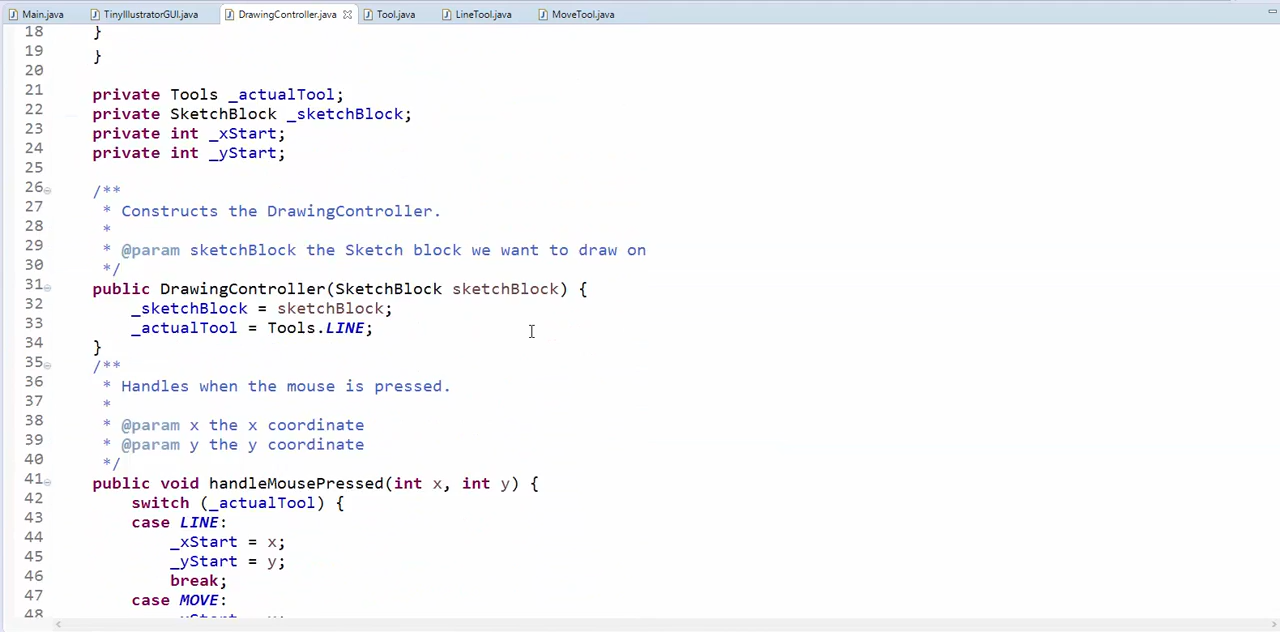 Main.java TinyIllustratorGUI.java DrawingController.java Tool.java LineTool.java MoveTool.java
18 }
19 }
20
21 private Tools _actualTool;
22 private SketchBlock _sketchBlock;
23 private int _xStart;
24 private int _yStart;
25
26 /**
27 * Constructs the DrawingController.
28 *
29 * @param sketchBlock the Sketch block we want to draw on
30 */
31 public DrawingController(SketchBlock sketchBlock) {
32 _sketchBlock = sketchBlock;
33 _actualTool = Tools.LINE;
34 }
35 /**
36 * Handles when the mouse is pressed.
37 *
38 * @param x the x coordinate
39 * @param y the y coordinate
40 */
41 public void handleMousePressed(int x, int y) {
42 switch (_actualTool) {
43 case LINE:
44 _xStart = x;
45 _yStart = y;
46 break;
47 case MOVE:
48